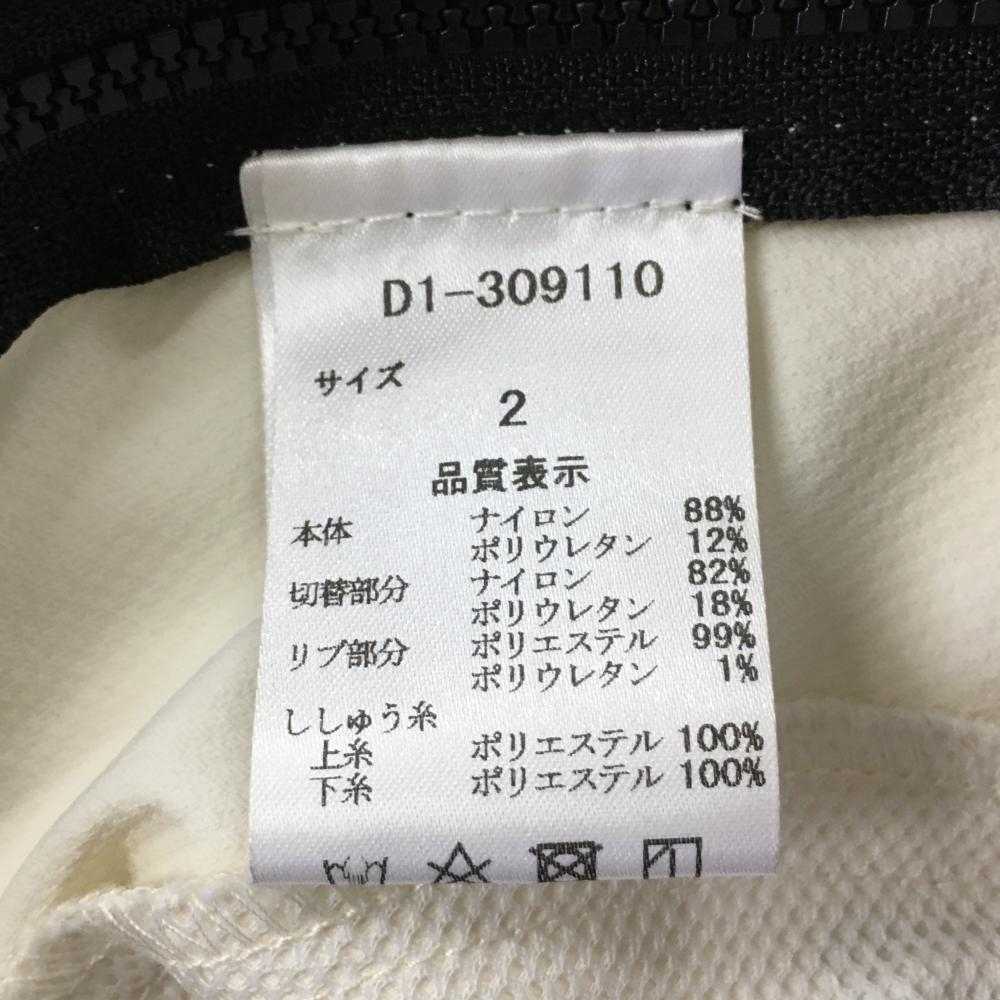 D1-309110
サイズ
2
品質表示
本体 ナイロン 88%
ポリウレタン 12%
切替部分 ナイロン 82%
ポリウレタン 18%
リブ部分 ポリエステル 99%
ポリウレタン 1%
ししゅう糸
上糸 ポリエステル 100%
下糸 ポリエステル 100%